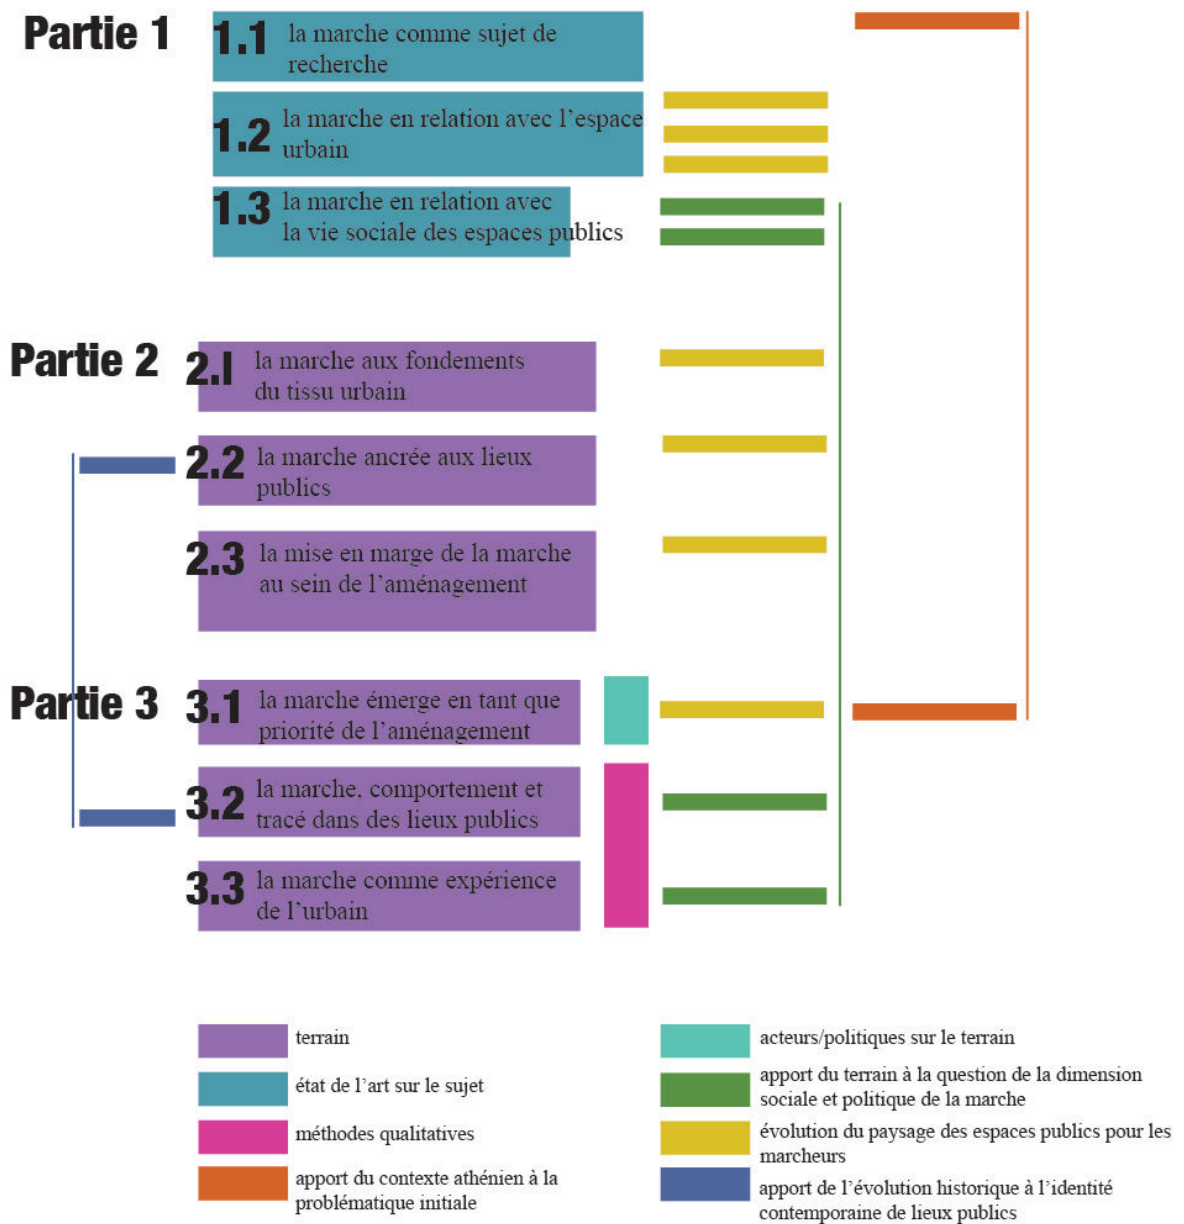 Partie 1
1.1 la marche comme sujet de
recherche
1.2 la marche en relation avec l'espace
urbain
1.3 la marche en relation avec
la vie sociale des espaces publics
Partie 2
2.I la marche aux fondements
du tissu urbain
2.2 la marche ancrée aux lieux
publics
2.3 la mise en marge de la marche
au sein de l'aménagement
Partie 3
3.1 la marche émerge en tant que
priorité de l'aménagement
3.2 la marche, comportement et
tracé dans des lieux publics
3.3 la marche comme expérience
de l'urbain
terrain
état de l'art sur le sujet
méthodes qualitatives
apport du contexte athénien à la
problématique initiale
acteurs/politiques sur le terrain
apport du terrain à la question de la dimension
sociale et politique de la marche
évolution du paysage des espaces publics pour les
marcheurs
apport de l'évolution historique à l'identité
contemporaine de lieux publics